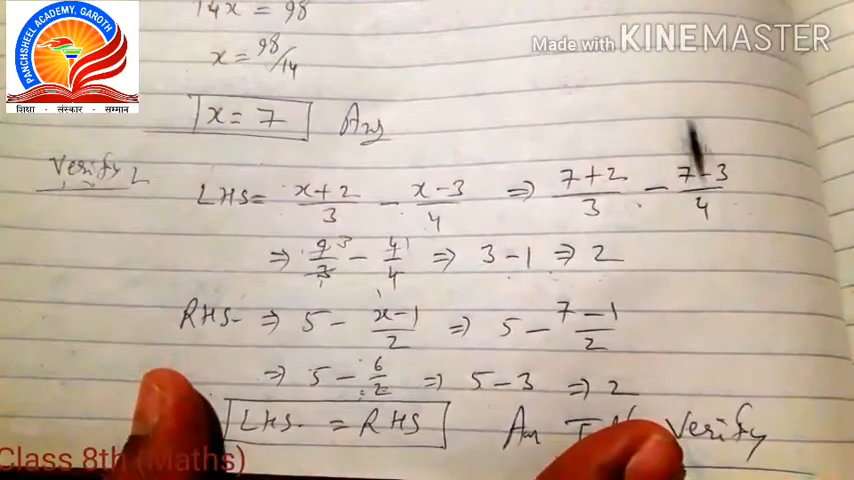 14x = 98
Made with KINEMASTER
PANCHSHEEL ACADEMY, GAROTH
x = 98/14
शिक्षा · संस्कार · सम्मान
x = 7 Ans
Verify
LHS = (x+2)/3 - (x-3)/4 ⇒ (7+2)/3 - (7-3)/4
⇒ 9/3 - 4/4 ⇒ 3-1 ⇒ 2
RHS- ⇒ 5 - (x-1)/2 ⇒ 5 - (7-1)/2
⇒ 5 - 6/2 ⇒ 5-3 ⇒ 2
LHS. = RHS Verify
Class 8th (Maths)